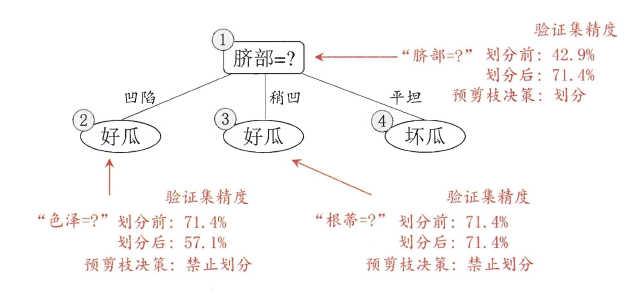 验证集精度
①
脐部=?
“脐部=?” 划分前: 42.9%
划分后: 71.4%
预剪枝决策: 划分
凹陷 稍凹 平坦
② ③ ④
好瓜 好瓜 坏瓜
验证集精度
“色泽=?” 划分前: 71.4%
划分后: 57.1%
预剪枝决策: 禁止划分
验证集精度
“根蒂=?” 划分前: 71.4%
划分后: 71.4%
预剪枝决策: 禁止划分